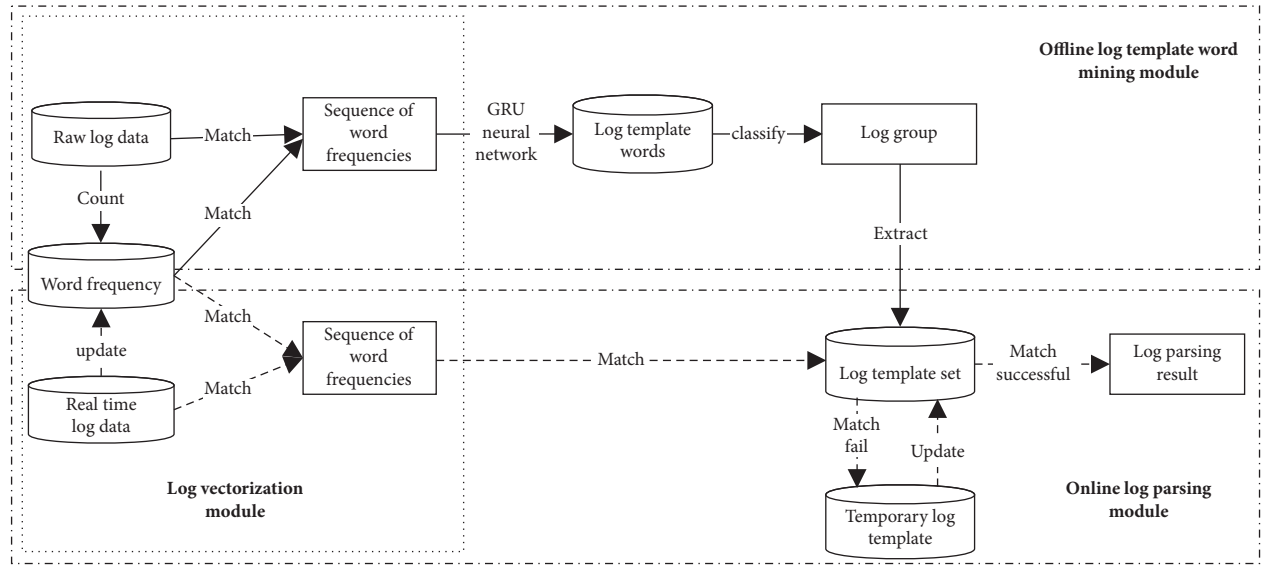 Offline log template word
mining module
Raw log data
Match
Sequence of
word
frequencies
GRU
neural
network
Log template
words
classify
Log group
Count
Match
Extract
Word frequency
Match
update
Match
Real time
log data
Sequence of
word
frequencies
Match
Log template set
Match
successful
Log parsing
result
Match
fail
Update
Temporary log
template
Log vectorization
module
Online log parsing
module